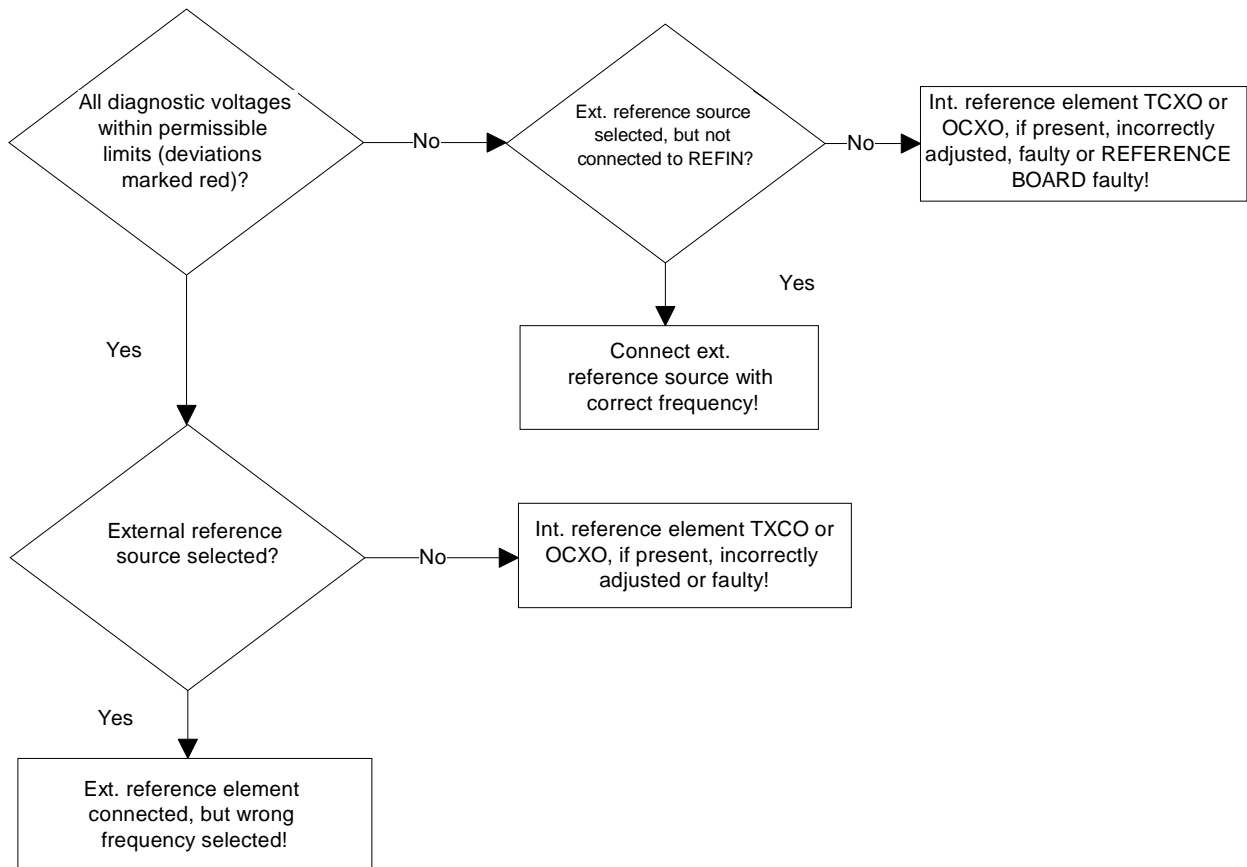 All diagnostic voltages
within permissible
limits (deviations
marked red)?
No
Ext. reference source
selected, but not
connected to REFIN?
No
Int. reference element TCXO or
OCXO, if present, incorrectly
adjusted, faulty or REFERENCE
BOARD faulty!
Yes
Connect ext.
reference source with
correct frequency!
Yes
External reference
source selected?
No
Int. reference element TXCO or
OCXO, if present, incorrectly
adjusted or faulty!
Yes
Ext. reference element
connected, but wrong
frequency selected!